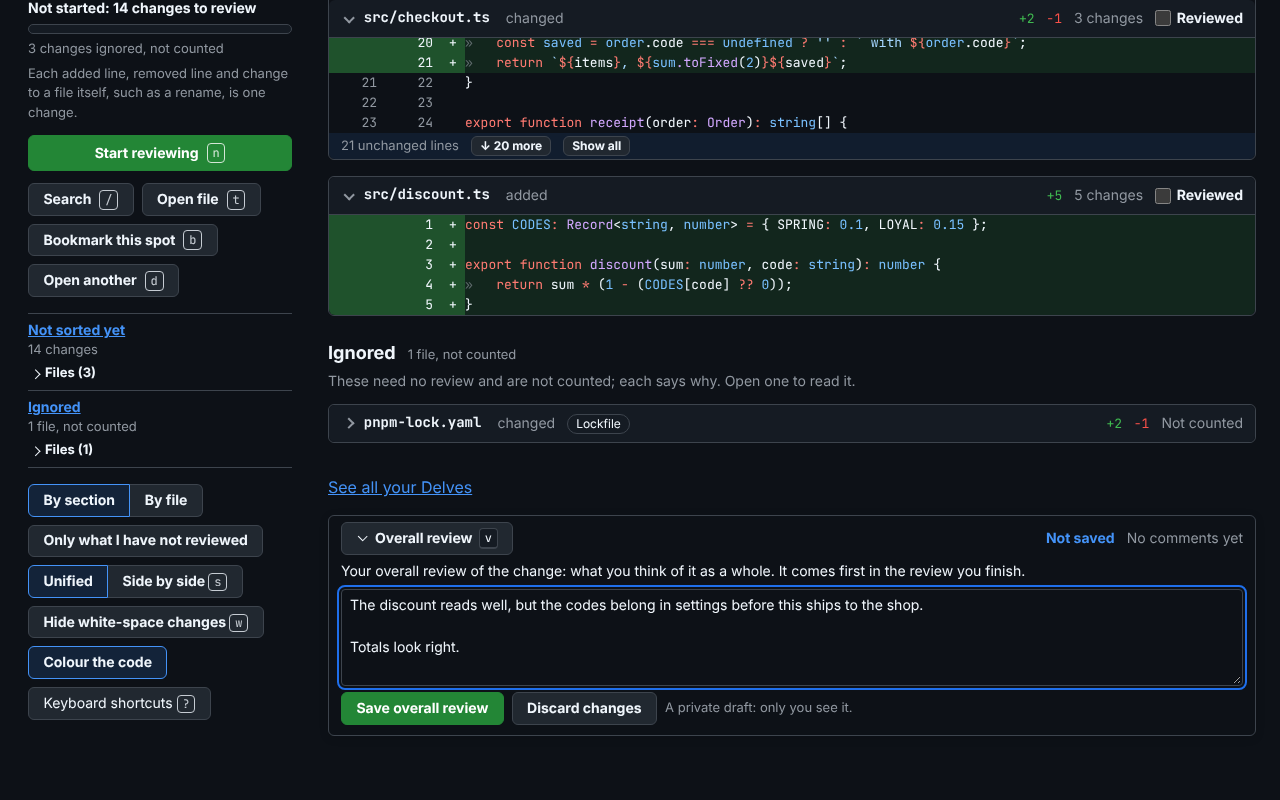 Not started: 14 changes to review
3 changes ignored, not counted
Each added line, removed line and change
to a file itself, such as a rename, is one
change.
Start reviewing n
Search / Open file t
Bookmark this spot b
Open another d
Not sorted yet
14 changes
Files (3)
Ignored
1 file, not counted
Files (1)
By section By file
Only what I have not reviewed
Unified Side by side s
Hide white-space changes w
Colour the code
Keyboard shortcuts ?
src/checkout.ts changed +2 -1 3 changes Reviewed
20 + » const saved = order.code === undefined ? '' : ` with ${order.code}`;
21 + » return `${items}, ${sum.toFixed(2)}${saved}`;
21 22 }
22 23
23 24 export function receipt(order: Order): string[] {
21 unchanged lines ↓ 20 more Show all
src/discount.ts added +5 5 changes Reviewed
1 + const CODES: Record<string, number> = { SPRING: 0.1, LOYAL: 0.15 };
2 +
3 + export function discount(sum: number, code: string): number {
4 + » return sum * (1 - (CODES[code] ?? 0));
5 + }
Ignored 1 file, not counted
These need no review and are not counted; each says why. Open one to read it.
pnpm-lock.yaml changed Lockfile +2 -1 Not counted
See all your Delves
Overall review v Not saved No comments yet
Your overall review of the change: what you think of it as a whole. It comes first in the review you finish.
The discount reads well, but the codes belong in settings before this ships to the shop.
Totals look right.
Save overall review Discard changes A private draft: only you see it.